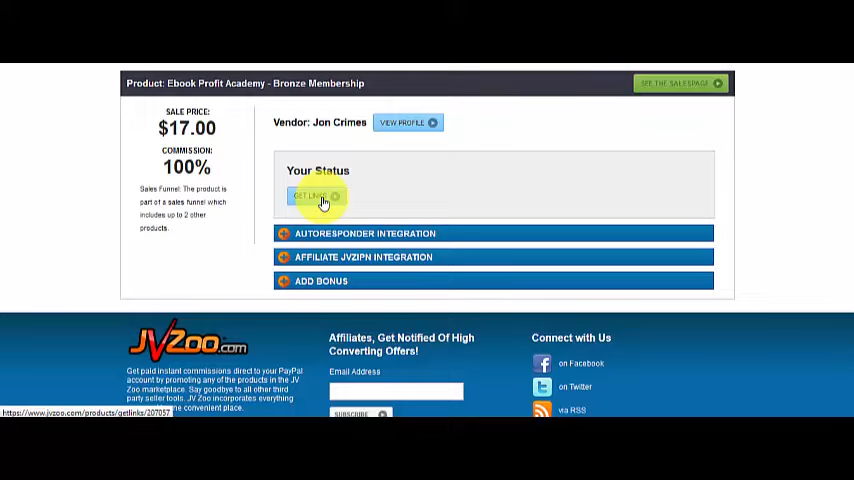 Product: Ebook Profit Academy - Bronze Membership
SEE THE SALESPAGE
SALE PRICE:
$17.00
COMMISSION:
100%
Sales Funnel: The product is
part of a sales funnel which
includes up to 2 other
products.
Vendor: Jon Crimes
VIEW PROFILE
Your Status
GET LINKS
AUTORESPONDER INTEGRATION
AFFILIATE JVZIPN INTEGRATION
ADD BONUS
JVZoo.com
Get paid instant commissions direct to your PayPal
account by promoting any of the products in the JV
Zoo marketplace. Say goodbye to all other third
party seller tools. JV Zoo incorporates everything
one convenient place.
Affiliates, Get Notified Of High
Converting Offers!
Email Address
SUBSCRIBE
Connect with Us
on Facebook
on Twitter
via RSS
https://www.jvzoo.com/products/getlinks/207057